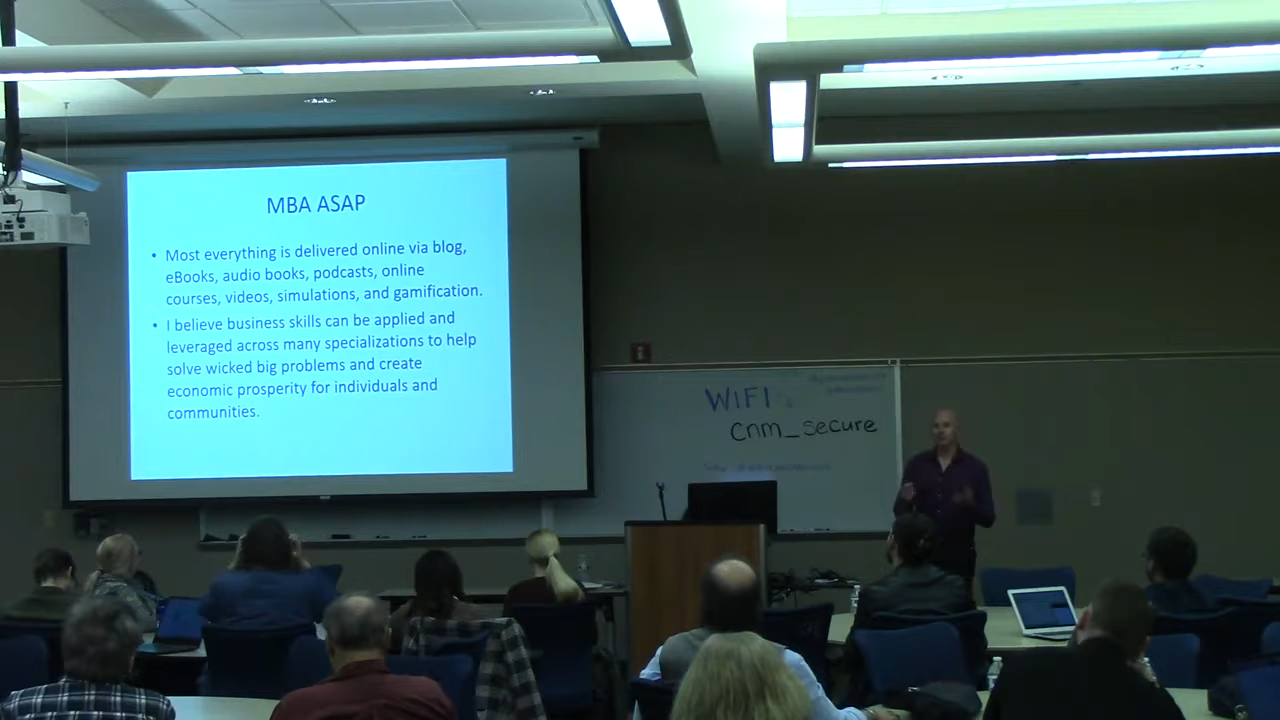 MBA ASAP
• Most everything is delivered online via blog,
eBooks, audio books, podcasts, online
courses, videos, simulations, and gamification.
• I believe business skills can be applied and
leveraged across many specializations to help
solve wicked big problems and create
economic prosperity for individuals and
communities.
WIFI
cnm_secure